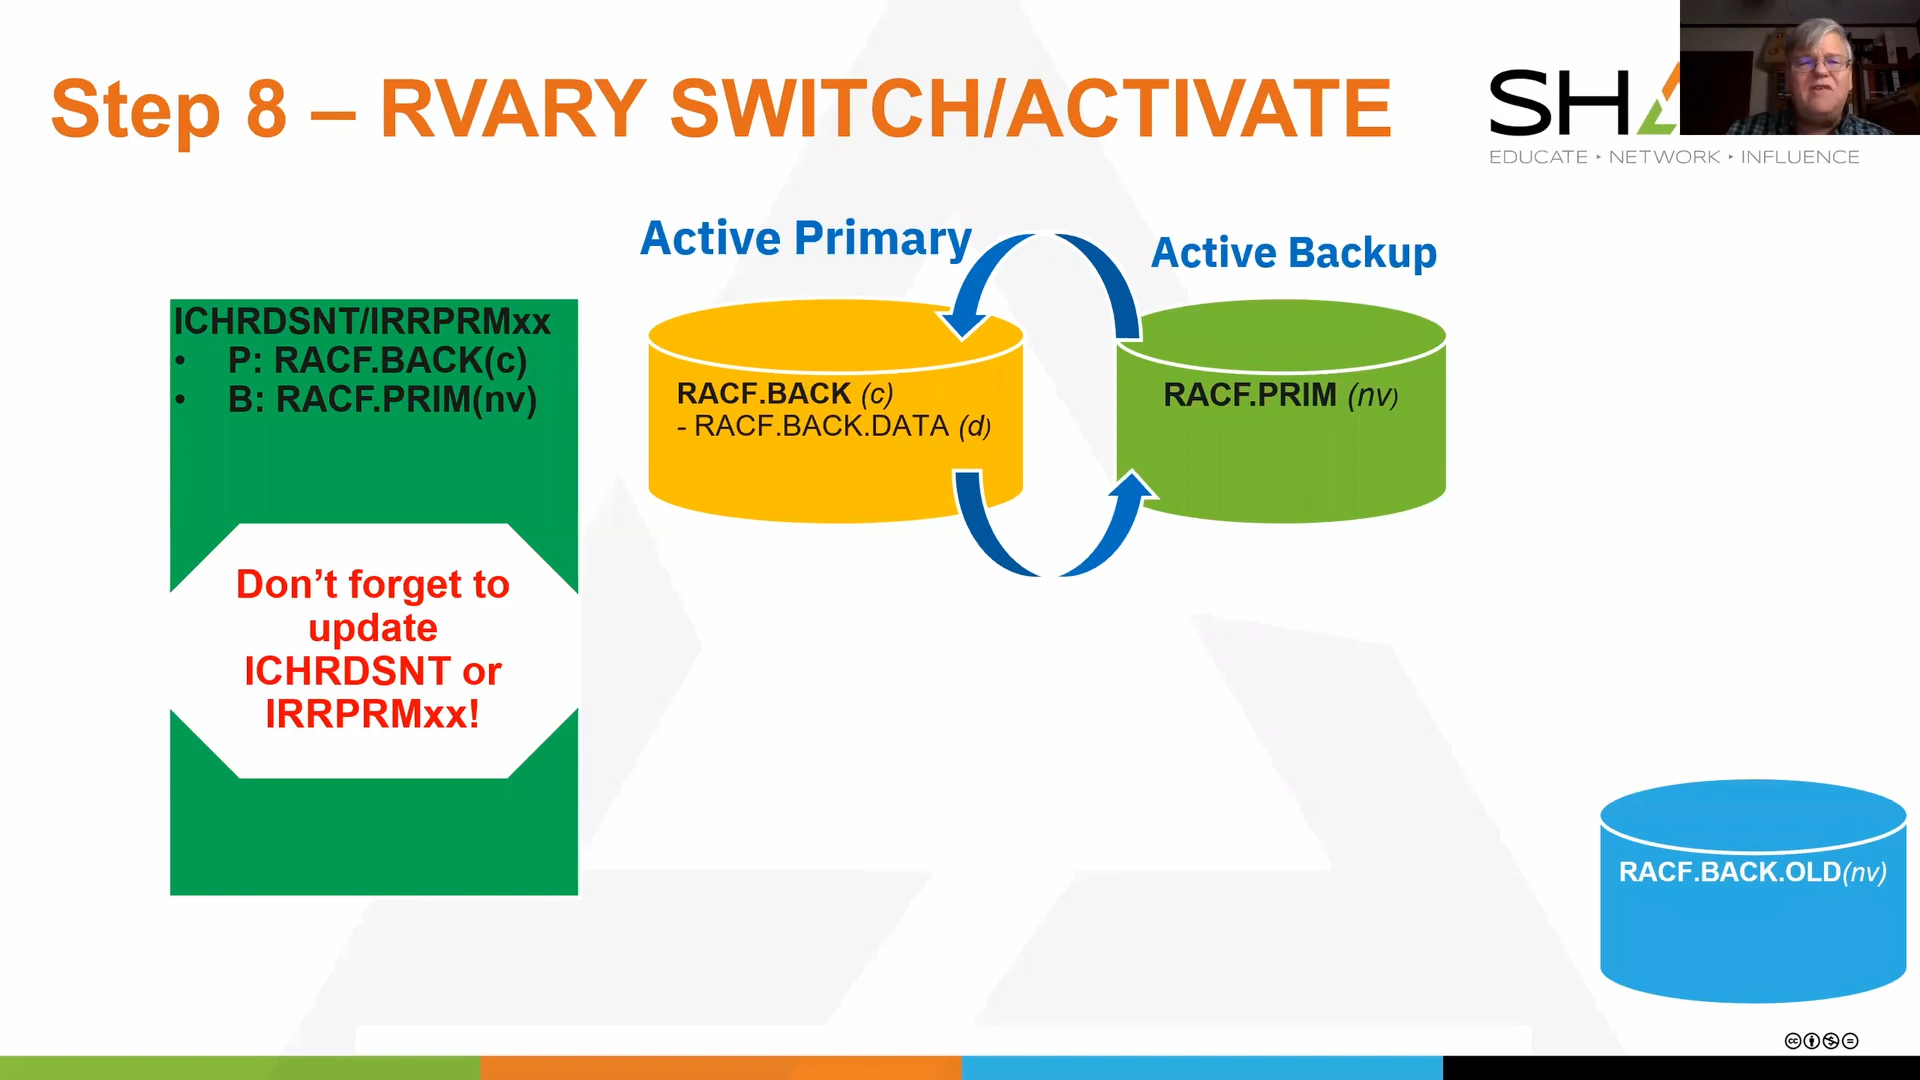 Step 8 – RVARY SWITCH/ACTIVATE
SHA
EDUCATE • NETWORK • INFLUENCE
Active Primary
Active Backup
ICHRDSNT/IRRPRMxx
• P: RACF.BACK(c)
• B: RACF.PRIM(nv)
RACF.BACK (c)
- RACF.BACK.DATA (d)
RACF.PRIM (nv)
Don’t forget to
update
ICHRDSNT or
IRRPRMxx!
RACF.BACK.OLD(nv)